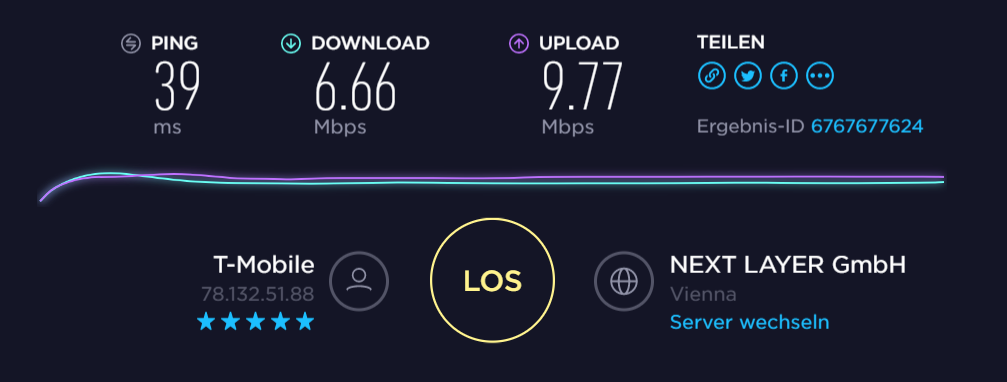 PING
39
ms
DOWNLOAD
6.66
Mbps
UPLOAD
9.77
Mbps
TEILEN
Ergebnis-ID 6767677624
T-Mobile
78.132.51.88
LOS
NEXT LAYER GmbH
Vienna
Server wechseln